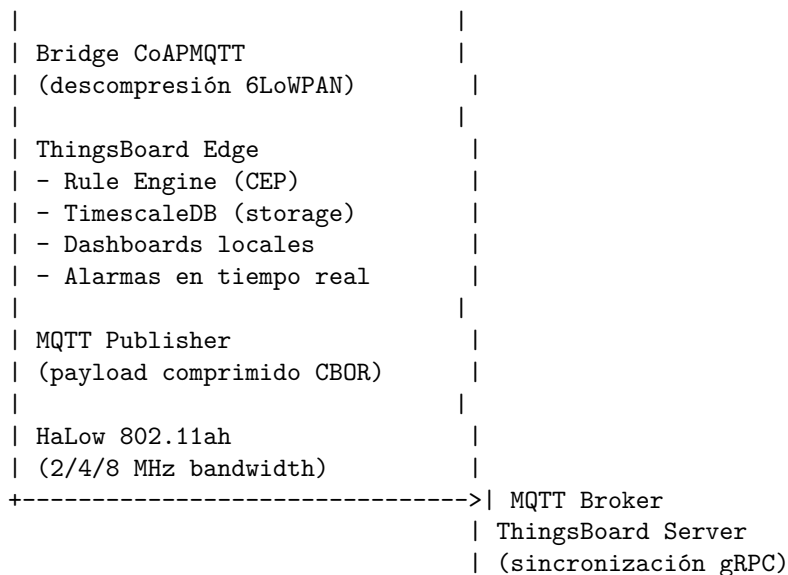 |                                  |
| Bridge CoAPMQTT                  |
| (descompresión 6LoWPAN)           |
|                                  |
| ThingsBoard Edge                  |
| - Rule Engine (CEP)               |
| - TimescaleDB (storage)           |
| - Dashboards locales              |
| - Alarmas en tiempo real          |
|                                  |
| MQTT Publisher                    |
| (payload comprimido CBOR)         |
|                                  |
| HaLow 802.11ah                    |
| (2/4/8 MHz bandwidth)             |
+-------------------------------->| MQTT Broker
                                  | ThingsBoard Server
                                  | (sincronización gRPC)